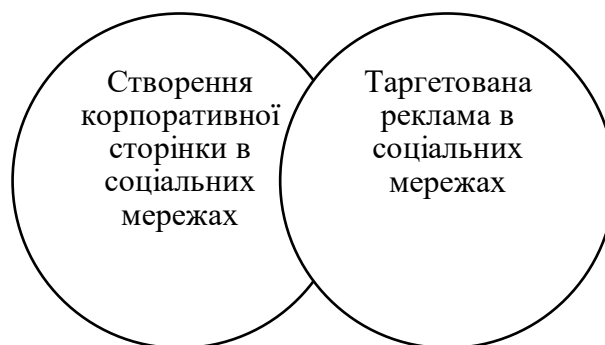 Створення
корпоративної
сторінки в
соціальних
мережах
Таргетована
реклама в
соціальних
мережах